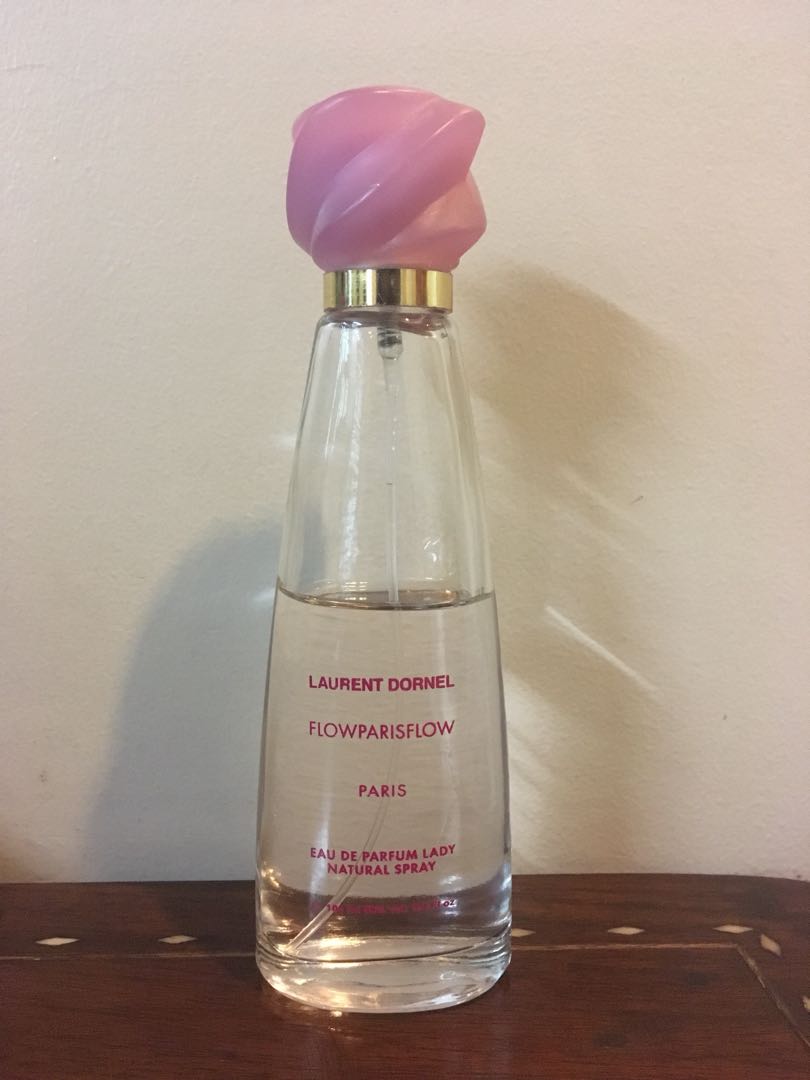 LAURENT DORNEL
FLOWPARISFLOW
PARIS
EAU DE PARFUM LADY
NATURAL SPRAY